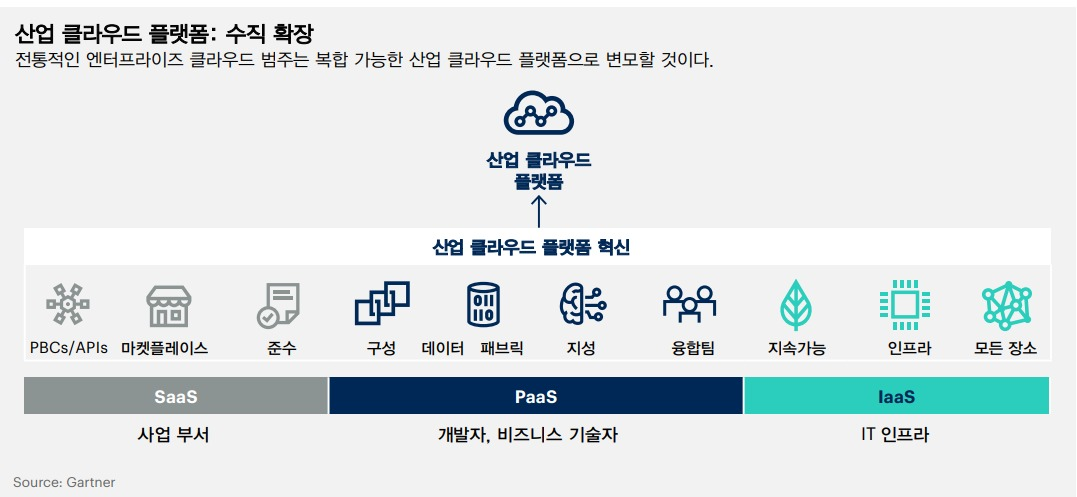 산업 클라우드 플랫폼: 수직 확장
전통적인 엔터프라이즈 클라우드 범주는 복합 가능한 산업 클라우드 플랫폼으로 변모할 것이다.
산업 클라우드
플랫폼
산업 클라우드 플랫폼 혁신
PBCs/APIs 마켓플레이스 준수 구성 데이터 패브릭 지성 융합팀 지속가능 인프라 모든 장소
SaaS PaaS IaaS
사업 부서 개발자, 비즈니스 기술자 IT 인프라
Source: Gartner